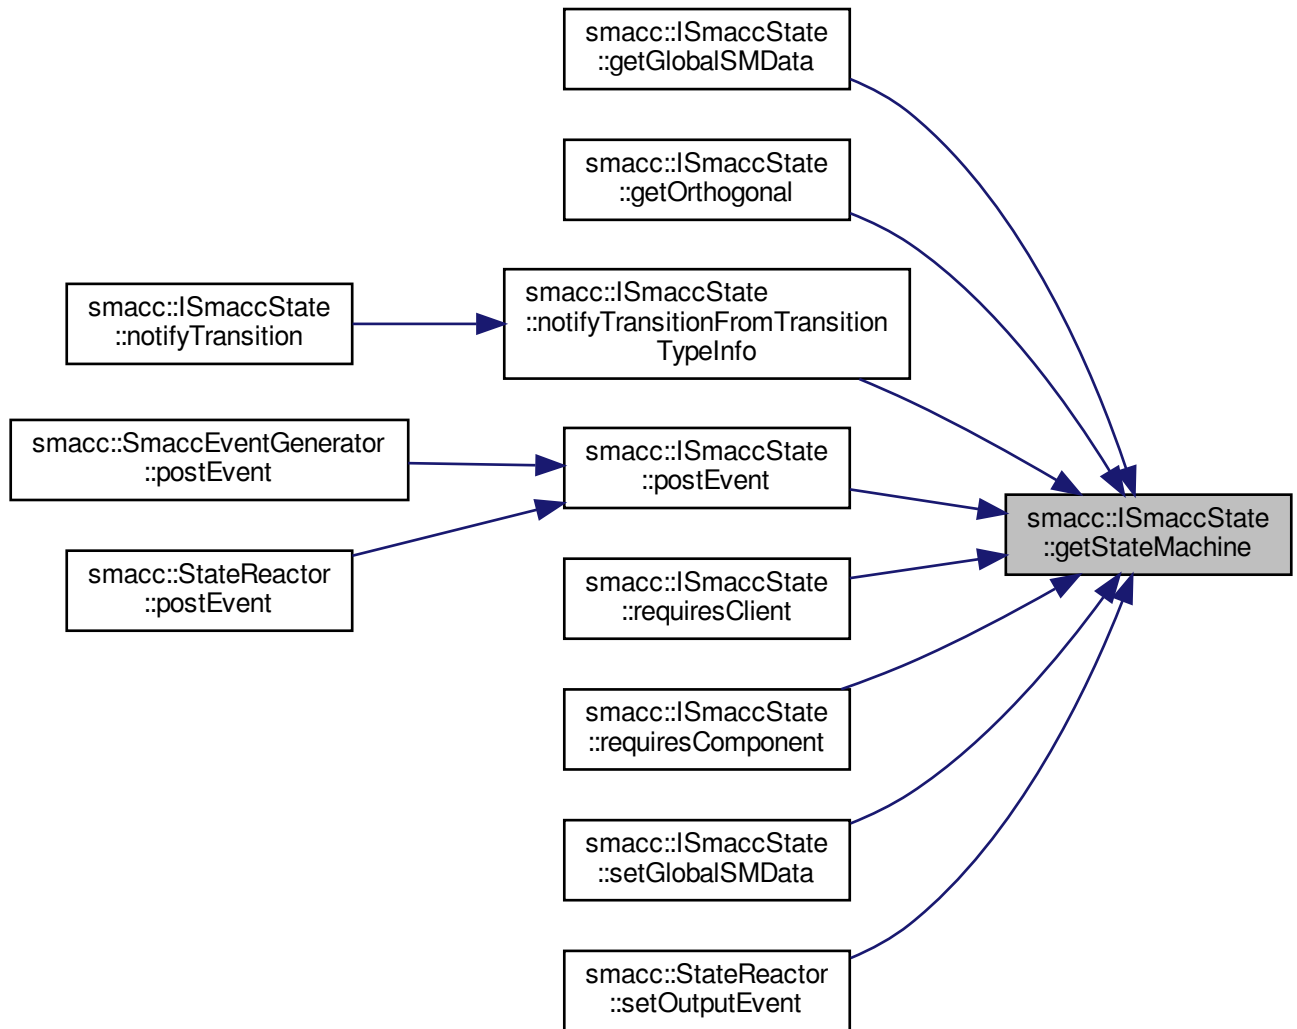 smacc::ISmaccState
::getGlobalSMData
smacc::ISmaccState
::getOrthogonal
smacc::ISmaccState
::notifyTransition
smacc::ISmaccState
::notifyTransitionFromTransition
TypeInfo
smacc::SmaccEventGenerator
::postEvent
smacc::ISmaccState
::postEvent
smacc::ISmaccState
::getStateMachine
smacc::StateReactor
::postEvent
smacc::ISmaccState
::requiresClient
smacc::ISmaccState
::requiresComponent
smacc::ISmaccState
::setGlobalSMData
smacc::StateReactor
::setOutputEvent